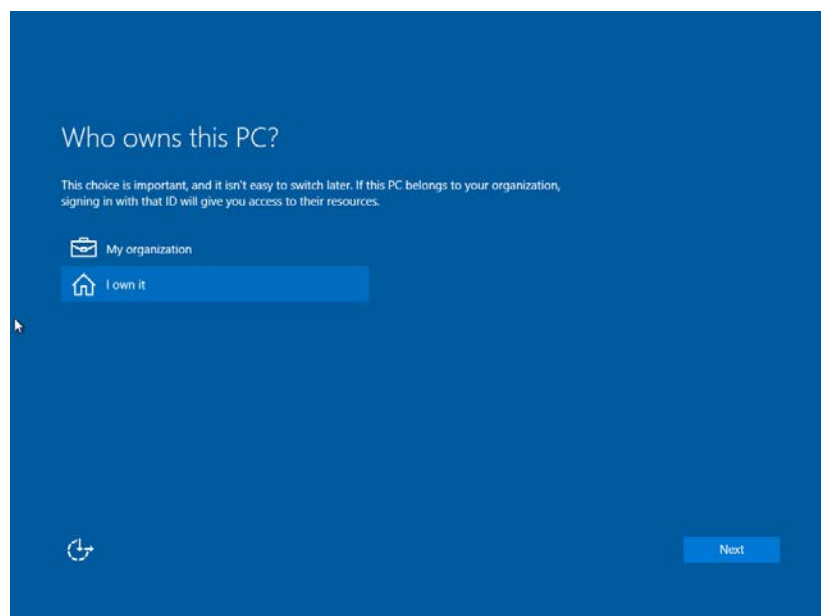 Who owns this PC?
This choice is important, and it isn't easy to switch later. If this PC belongs to your organization,
signing in with that ID will give you access to their resources.
My organization
I own it
Next